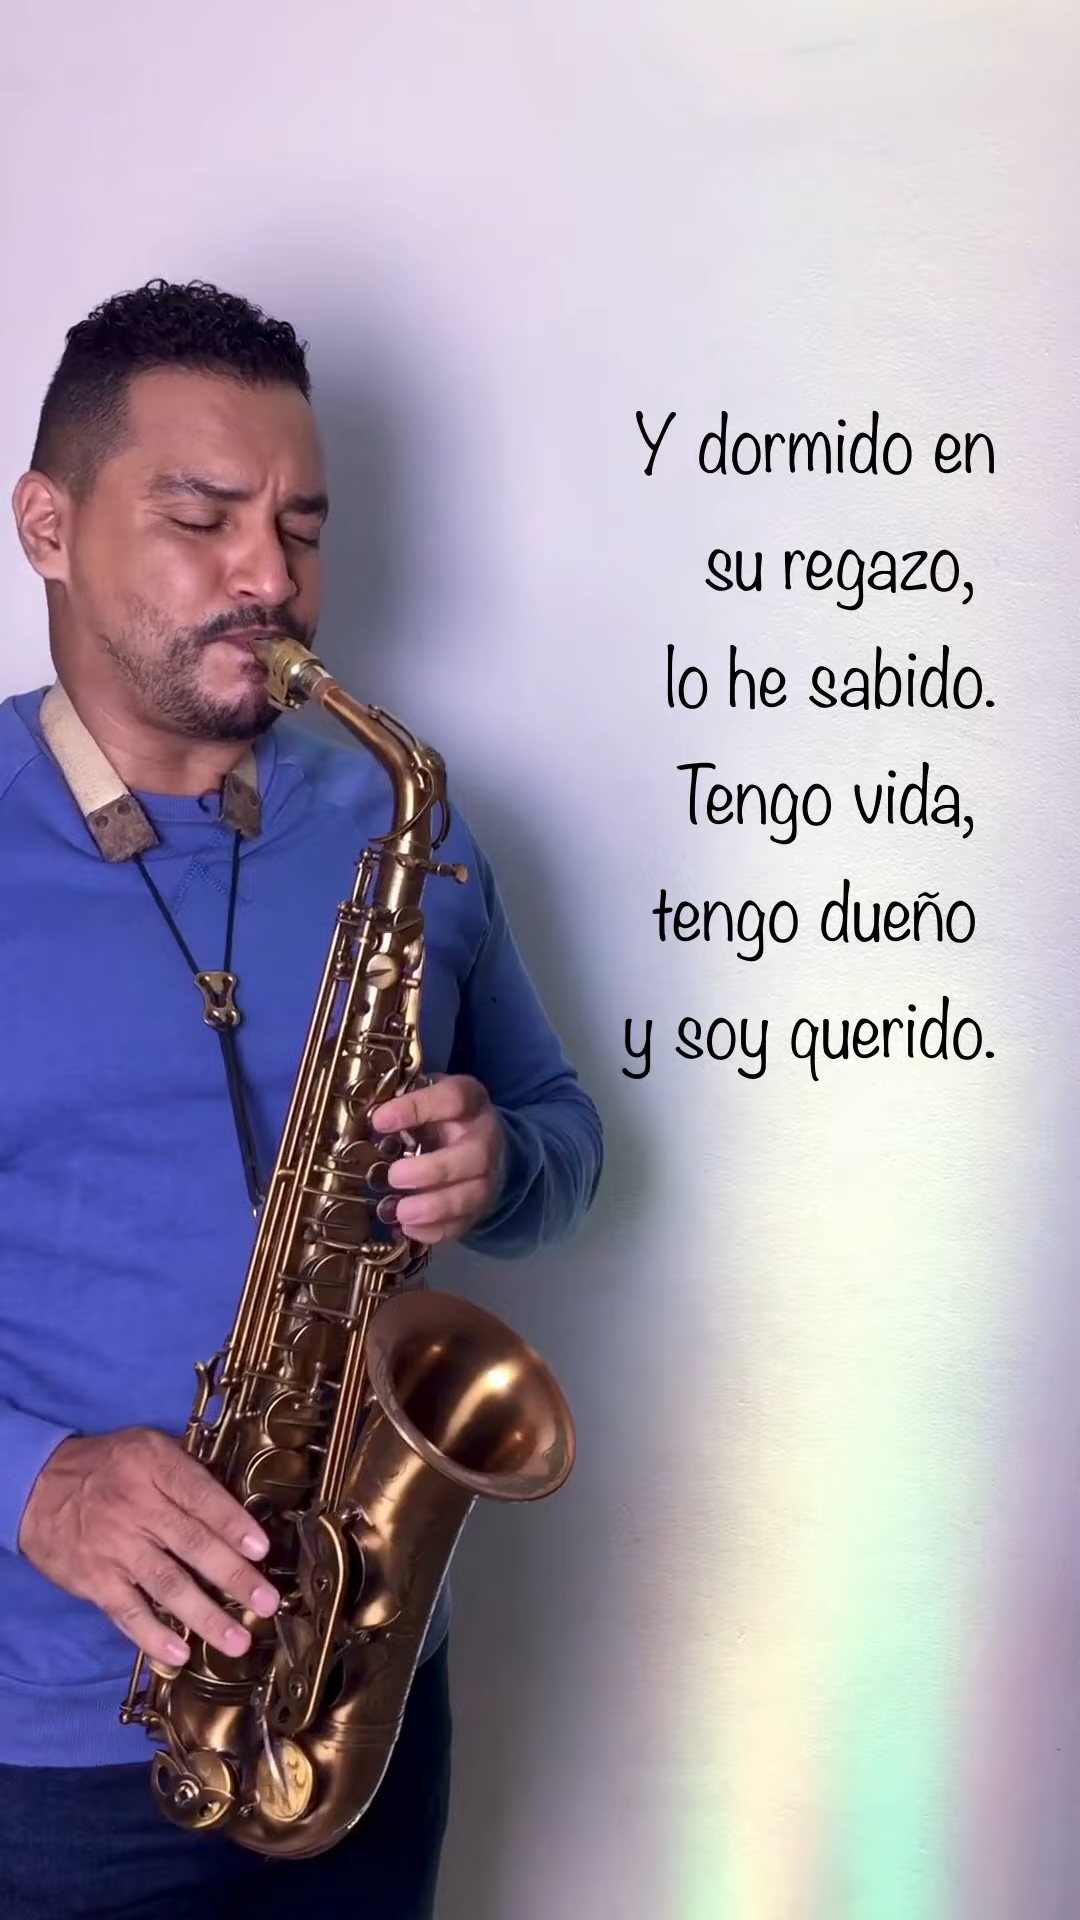 Y dormido en
su regazo,
lo he sabido.
Tengo vida,
tengo dueño
y soy querido.